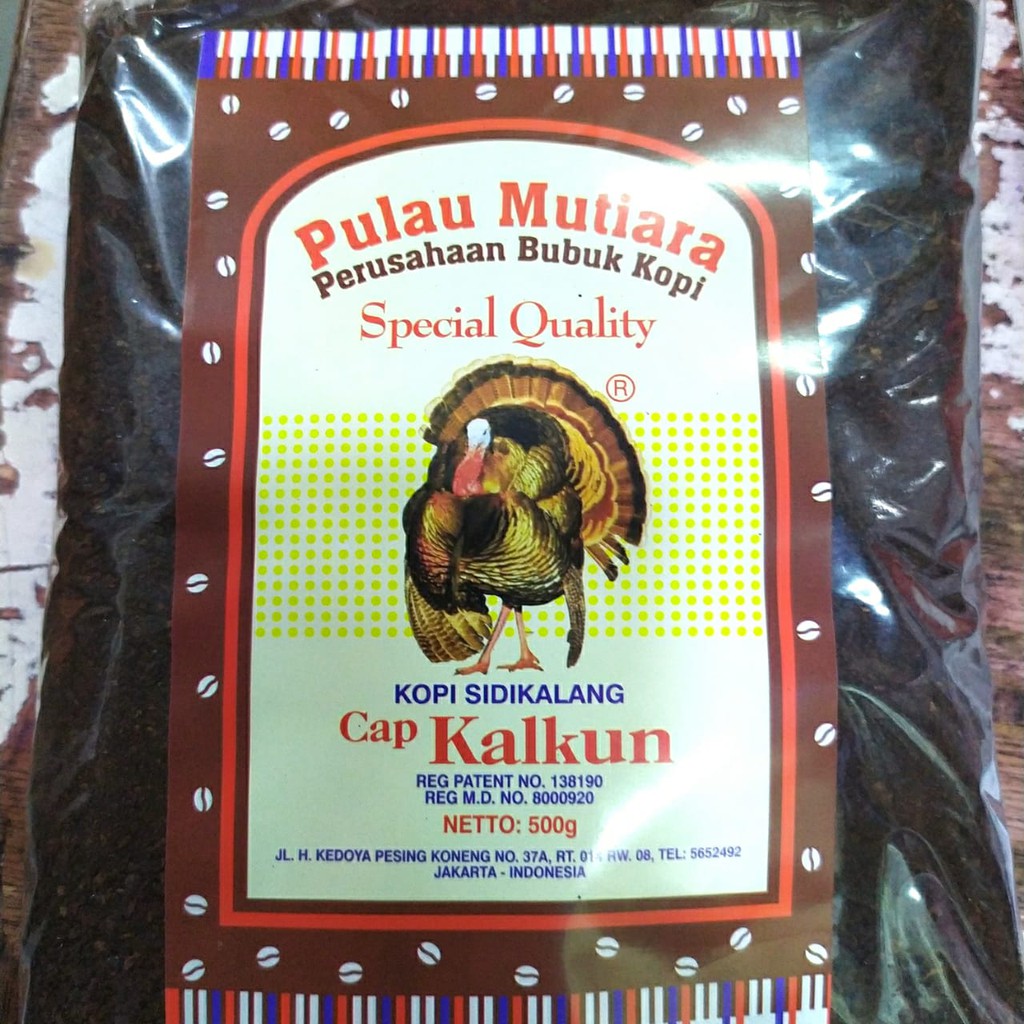 Pulau Mutiara
Perusahaan Bubuk Kopi
Special Quality
®
KOPI SIDIKALANG
Cap Kalkun
REG PATENT NO. 138190
REG M.D. NO. 8000920
NETTO: 500g
JL. H. KEDOYA PESING KONENG NO. 37A, RT. RW. 08, TEL: 5652492
JAKARTA - INDONESIA